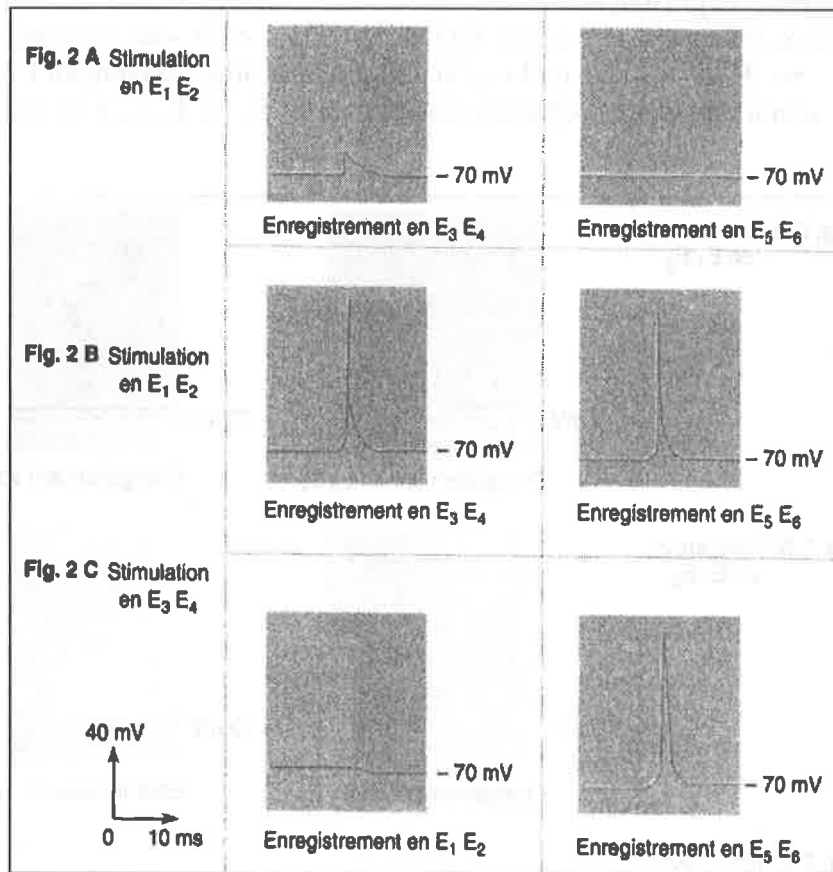 Fig. 2 A Stimulation
en E₁ E₂
– 70 mV
– 70 mV
Enregistrement en E₃ E₄
Enregistrement en E₅ E₆
Fig. 2 B Stimulation
en E₁ E₂
– 70 mV
– 70 mV
Enregistrement en E₃ E₄
Enregistrement en E₅ E₆
Fig. 2 C Stimulation
en E₃ E₄
40 mV
– 70 mV
– 70 mV
0 10 ms
Enregistrement en E₁ E₂
Enregistrement en E₅ E₆